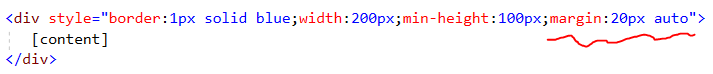 <div style="border:1px solid blue;width:200px;min-height:100px;margin:20px auto">
[content]
</div>